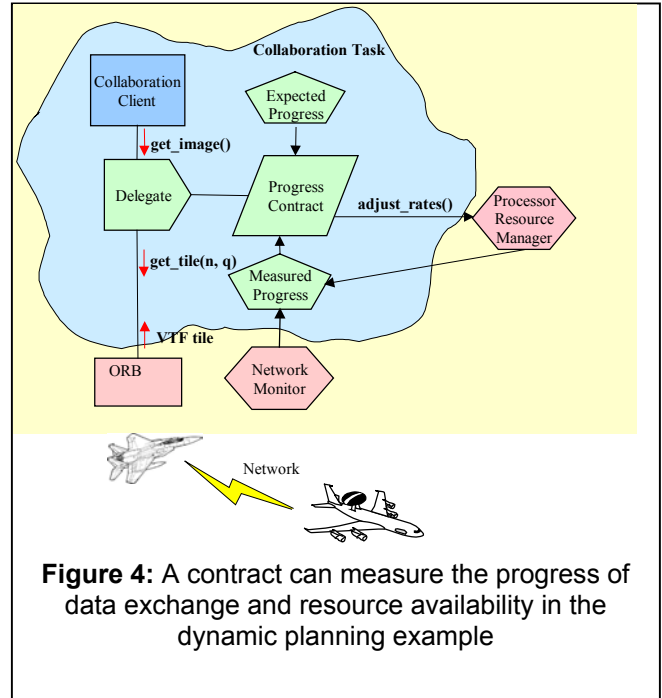 Collaboration Task
Collaboration
Client
Expected
Progress
get_image()
Delegate
Progress
Contract
adjust_rates()
Processor
Resource
Manager
get_tile(n, q)
Measured
Progress
VTF tile
ORB
Network
Monitor
Network
Figure 4: A contract can measure the progress of
data exchange and resource availability in the
dynamic planning example